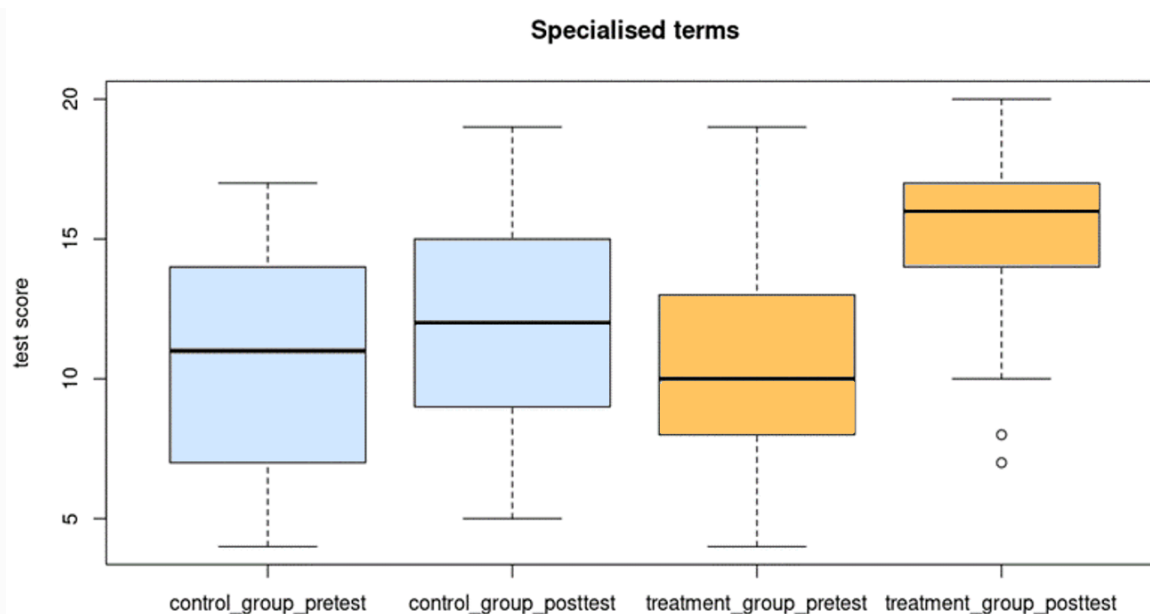 Specialised terms
test score
20
15
10
5
control_group_pretest
control_group_posttest
treatment_group_pretest
treatment_group_posttest